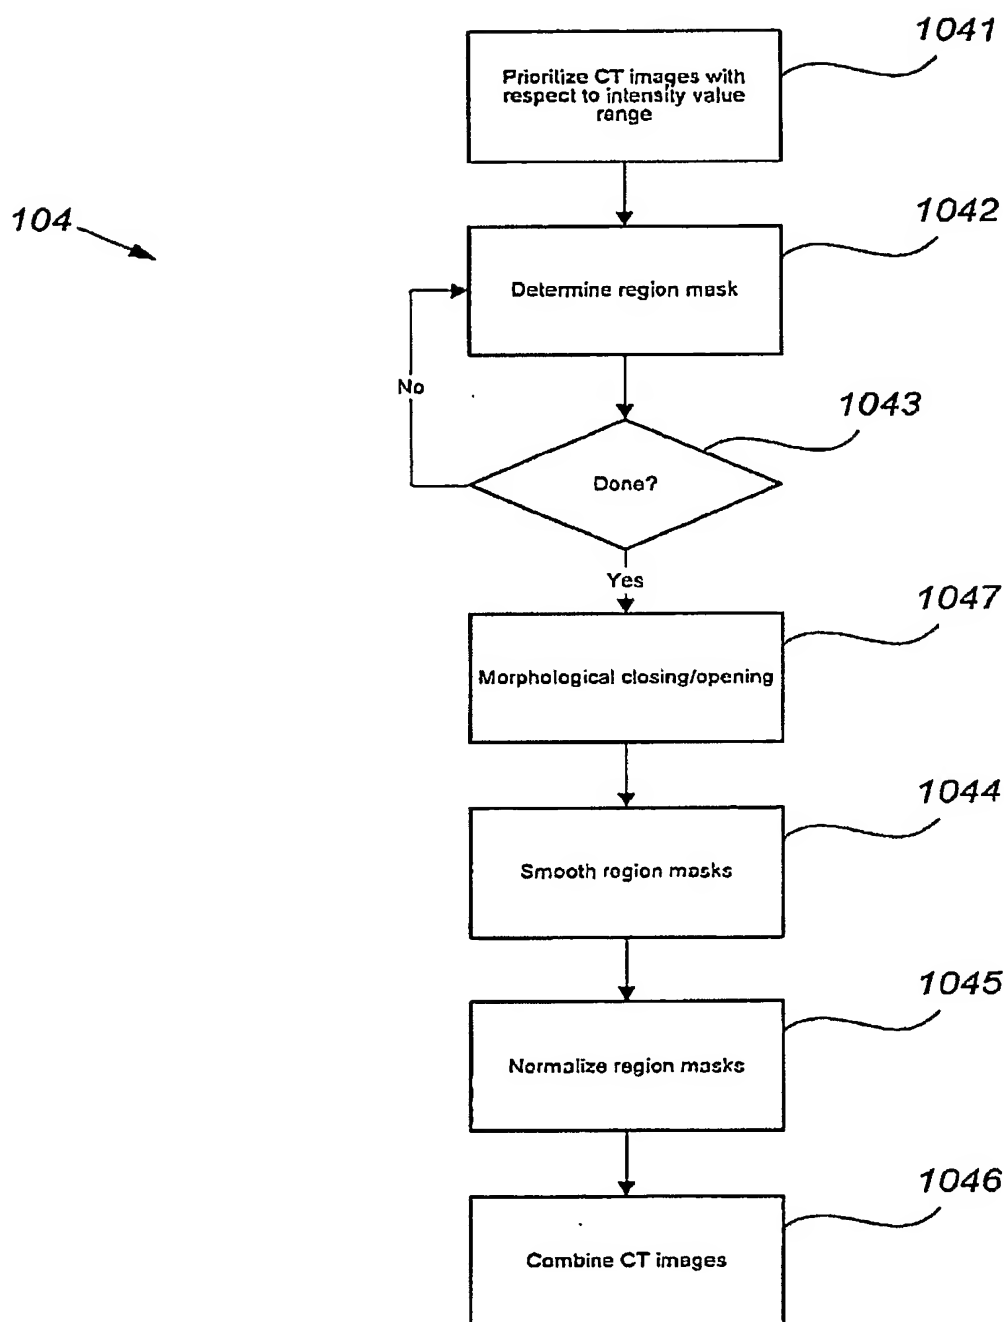 1041
Prioritize CT images with
respect to intensity value
range
104
1042
Determine region mask
No
1043
Done?
Yes
1047
Morphological closing/opening
1044
Smooth region masks
1045
Normalize region masks
1046
Combine CT images